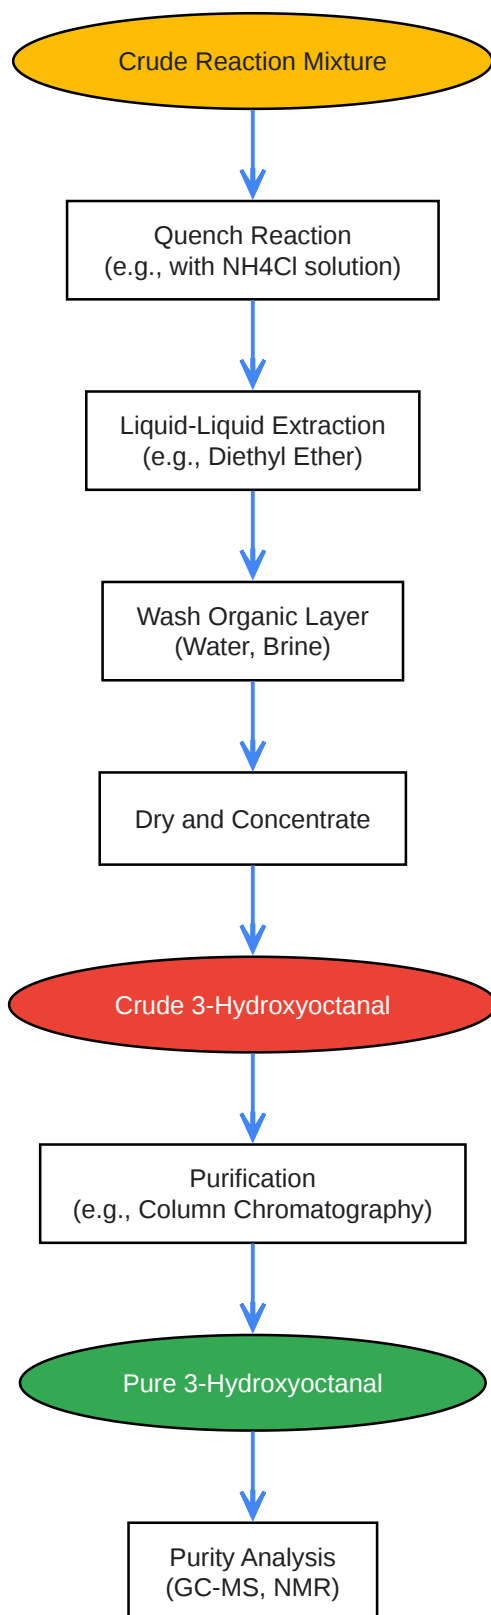 Crude Reaction Mixture
Quench Reaction
(e.g., with NH4Cl solution)
Liquid-Liquid Extraction
(e.g., Diethyl Ether)
Wash Organic Layer
(Water, Brine)
Dry and Concentrate
Crude 3-Hydroxyoctanal
Purification
(e.g., Column Chromatography)
Pure 3-Hydroxyoctanal
Purity Analysis
(GC-MS, NMR)